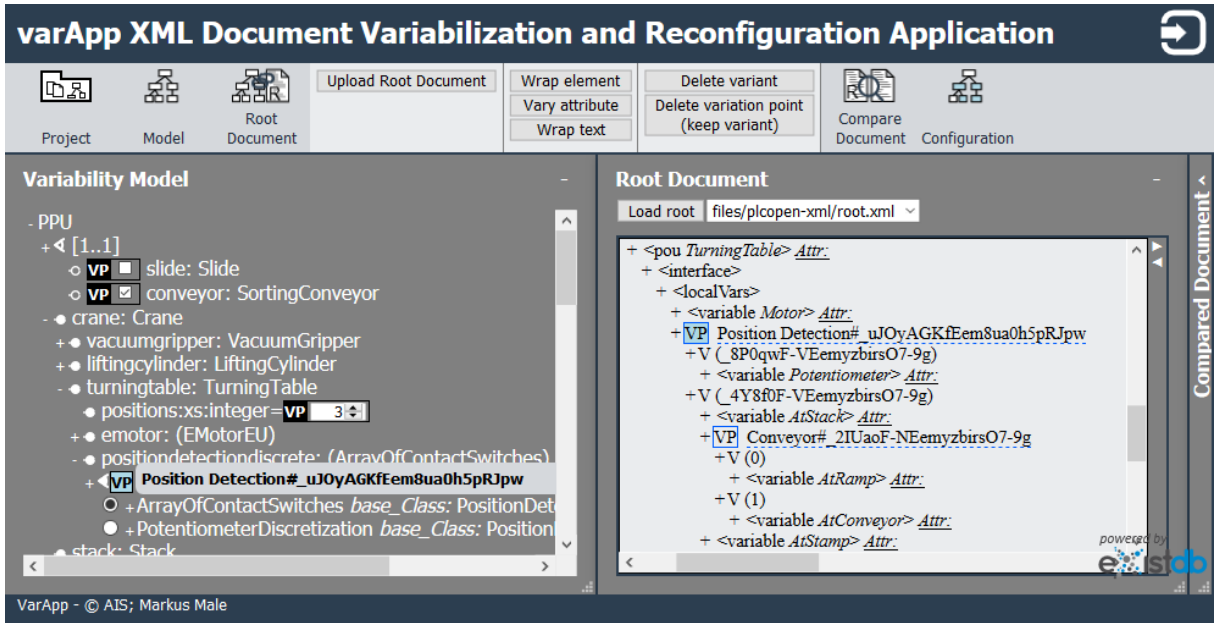 varApp XML Document Variabilization and Reconfiguration Application
Project
Model
Root
Document
Upload Root Document
Wrap element
Vary attribute
Wrap text
Delete variant
Delete variation point
(keep variant)
Compare
Document
Configuration
Variability Model -
- PPU
+ [1..1]
VP slide: Slide
VP conveyor: SortingConveyor
- crane: Crane
+ vacuumgripper: VacuumGripper
+ liftingcylinder: LiftingCylinder
- turningtable: TurningTable
positions:xs:integer=VP 3
+ emotor: (EMotorEU)
- positiondetectiondiscrete: (ArrayOfContactSwitches)
+ VP Position Detection#_uJOyAGKfEem8ua0h5pRJpw
+ArrayOfContactSwitches base_Class: PositionDet
+PotentiometerDiscretization base_Class: Position
stack: Stack
Root Document -
Load root files/plcopen-xml/root.xml
+ <pou TurningTable> Attr:
+ <interface>
+ <localVars>
+ <variable Motor> Attr:
+ VP Position Detection#_uJOyAGKfEem8ua0h5pRJpw
+V (_8P0qwF-VEemyzbirsO7-9g)
+ <variable Potentiometer> Attr:
+V (_4Y8f0F-VEemyzbirsO7-9g)
+ <variable AtStack> Attr:
+ VP Conveyor#_2IUaoF-NEemyzbirsO7-9g
+V (0)
+ <variable AtRamp> Attr:
+V (1)
+ <variable AtConveyor> Attr:
+ <variable AtStamp> Attr:
powered by
existdb
Compared Document
VarApp - © AIS; Markus Male